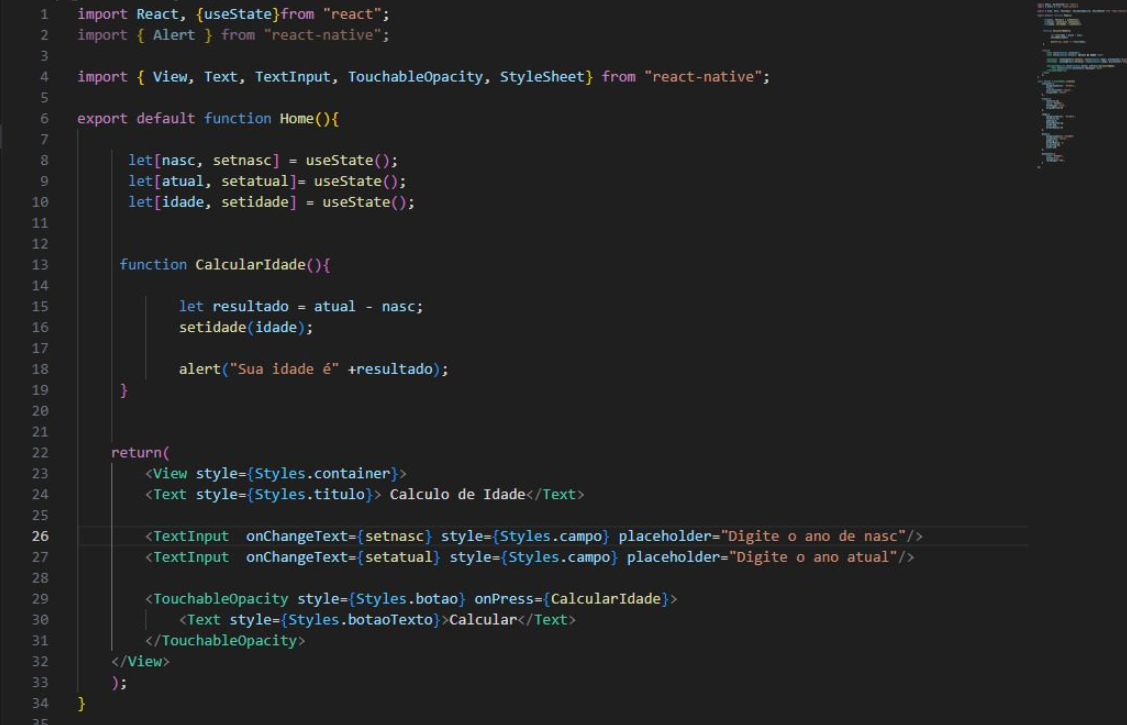 1 import React, {useState}from "react";
2 import { Alert } from "react-native";
3
4 import { View, Text, TextInput, TouchableOpacity, StyleSheet} from "react-native";
5
6 export default function Home(){
7
8 let[nasc, setnasc] = useState();
9 let[atual, setatual]= useState();
10 let[idade, setidade] = useState();
11
12
13 function CalcularIdade(){
14
15 let resultado = atual - nasc;
16 setidade(idade);
17
18 alert("Sua idade é" +resultado);
19 }
20
21
22 return(
23 <View style={Styles.container}>
24 <Text style={Styles.titulo}> Calculo de Idade</Text>
25
26 <TextInput  onChangeText={setnasc} style={Styles.campo} placeholder="Digite o ano de nasc"/>
27 <TextInput  onChangeText={setatual} style={Styles.campo} placeholder="Digite o ano atual"/>
28
29 <TouchableOpacity style={Styles.botao} onPress={CalcularIdade}>
30 <Text style={Styles.botaoTexto}>Calcular</Text>
31 </TouchableOpacity>
32 </View>
33 );
34 }
35